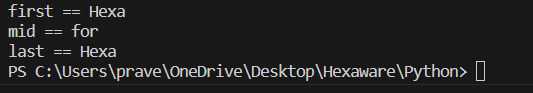 first == Hexa
mid == for
last == Hexa
PS C:\Users\prave\OneDrive\Desktop\Hexaware\Python>